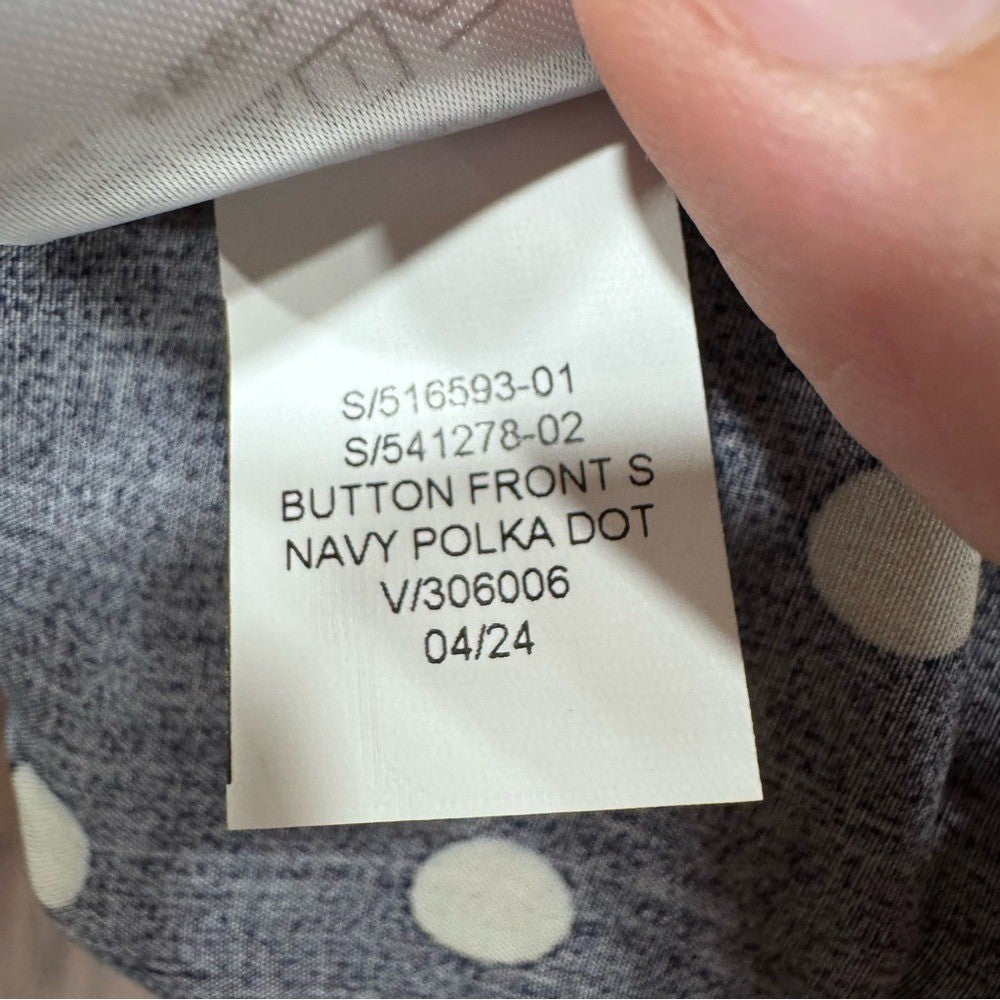 S/516593-01
S/541278-02
BUTTON FRONT S
NAVY POLKA DOT
V/306006
04/24